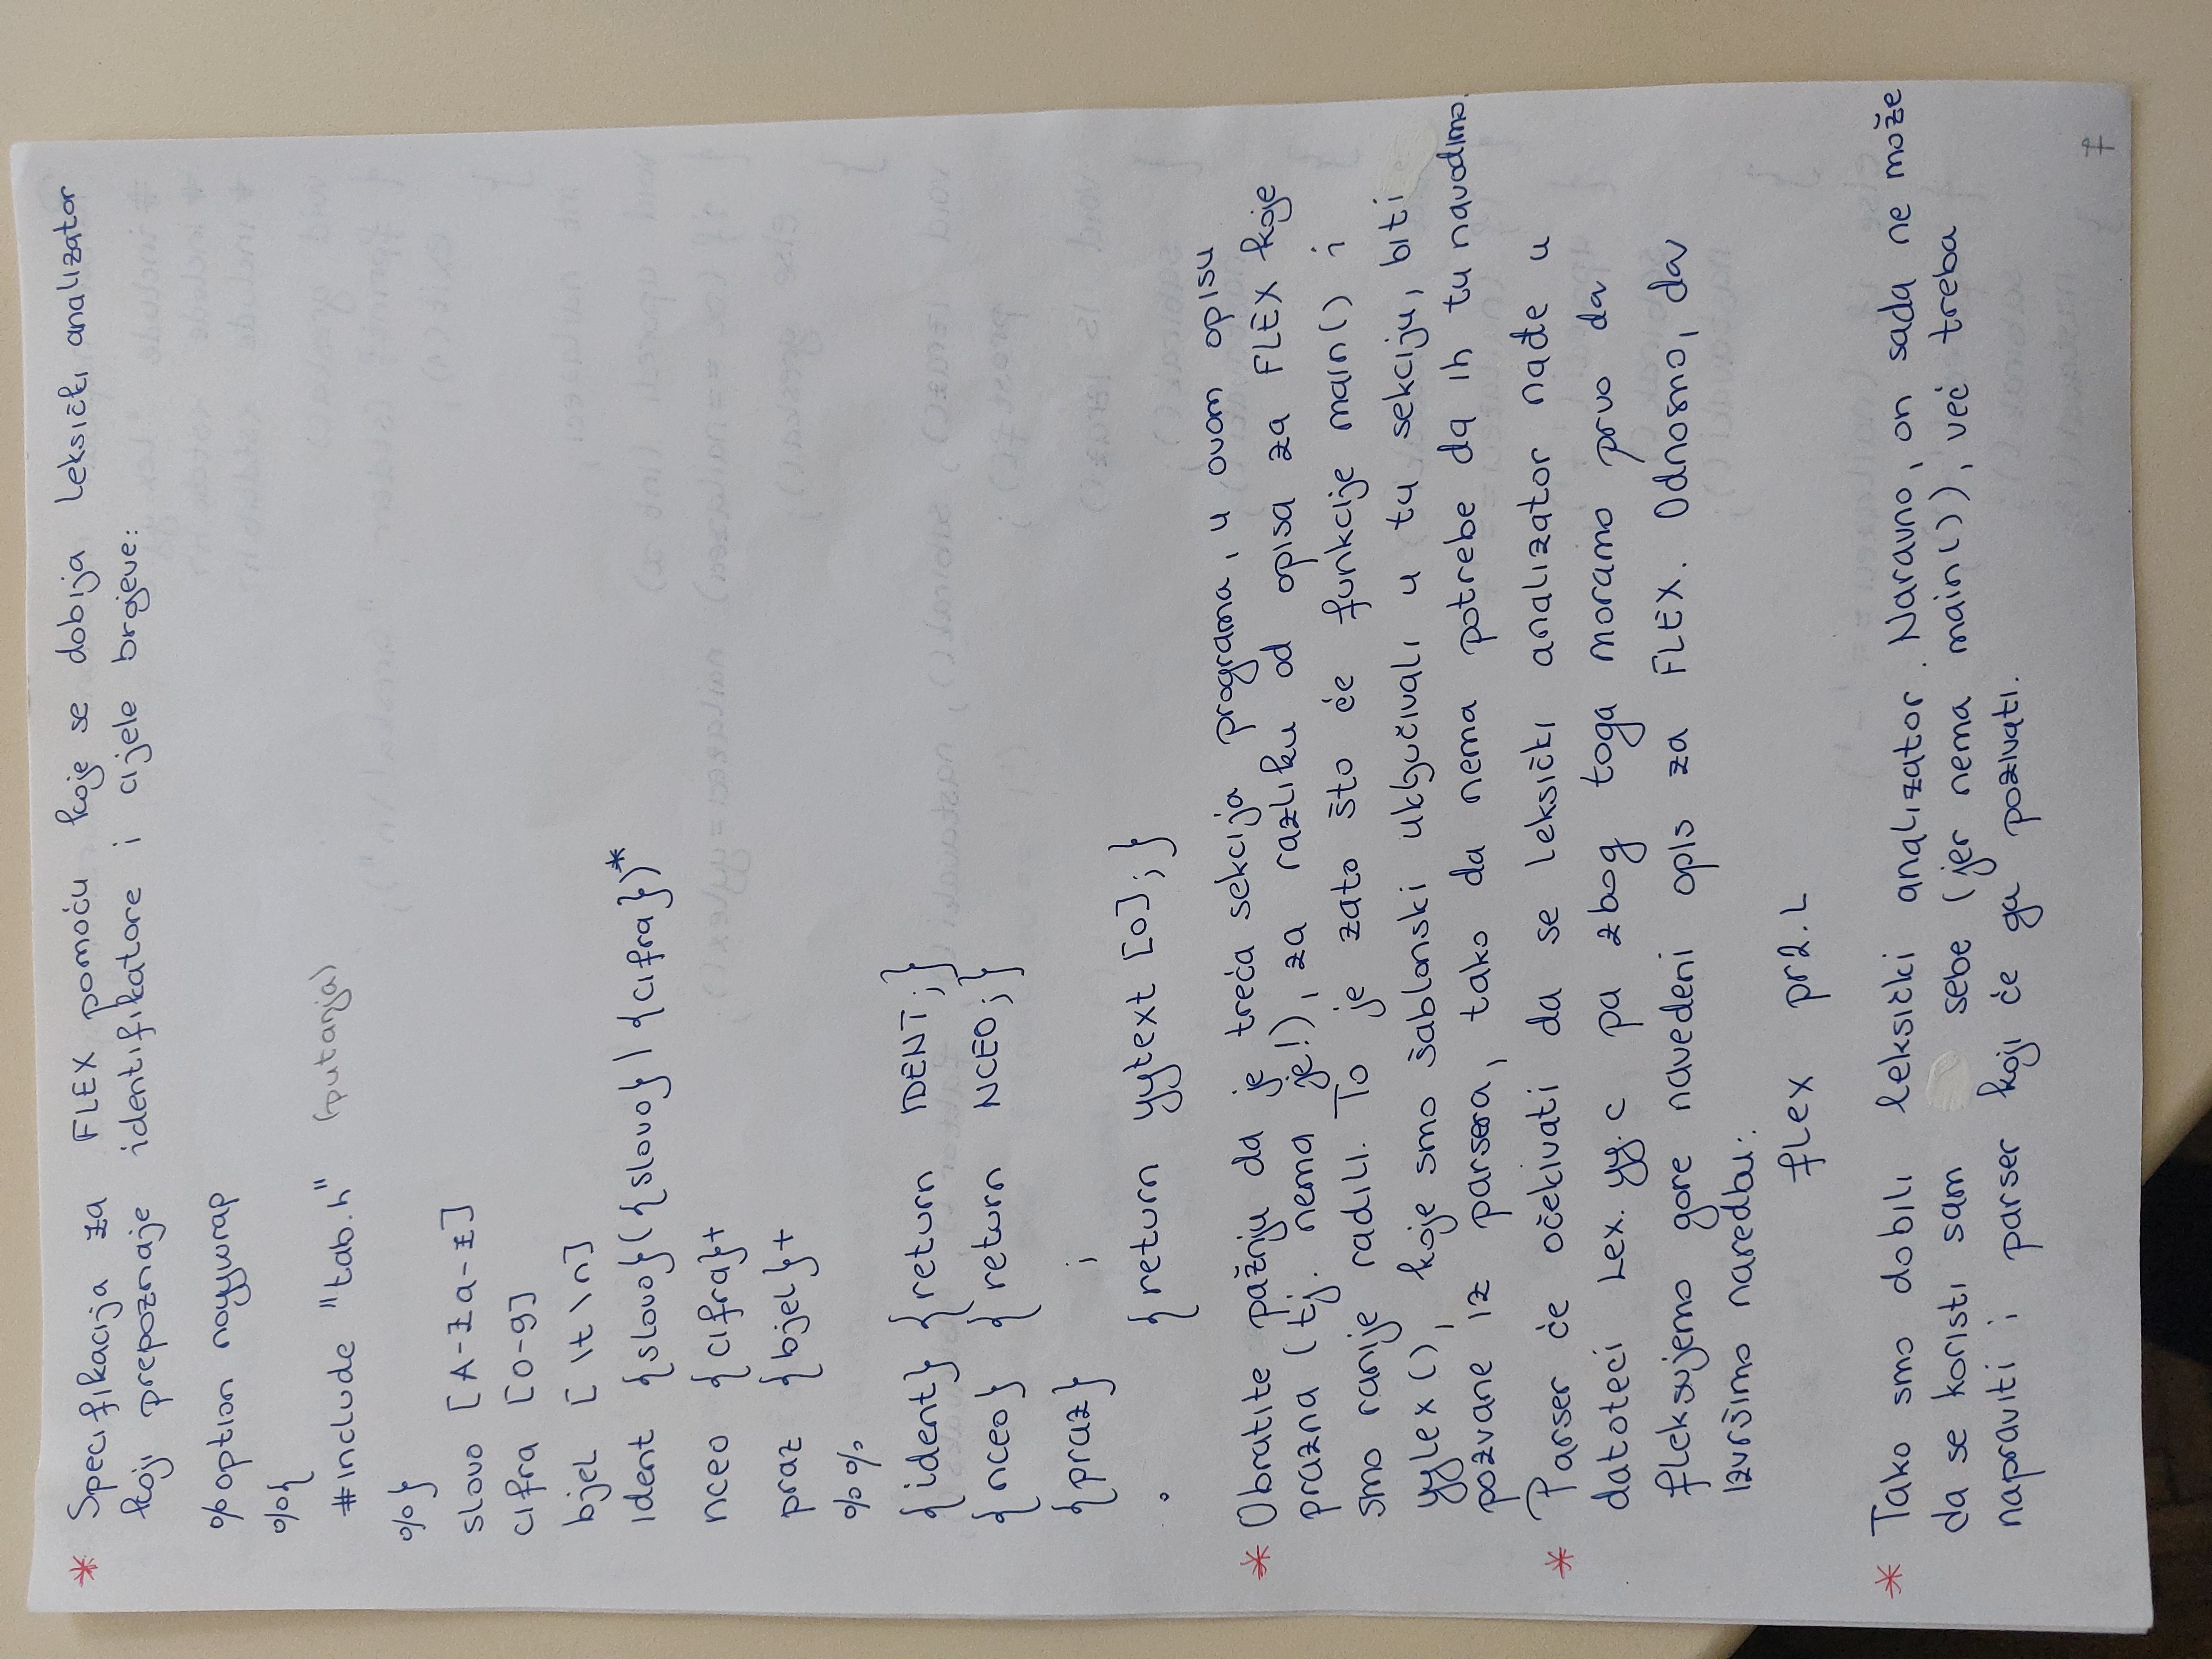 * Specifikacija za FLEX pomoću koje se dobija leksički analizator
koji prepoznaje identifikatore i cijele brojeve:
%option noyywrap
%{
#include "tab.h" (putanja)
%}
slovo [A-Za-z]
cifra [0-9]
bjel [ \t\n]
ident {slovo}({slovo}|{cifra})*
nceo {cifra}+
praz {bjel}+
%%
{ident} {return IDENT;}
{nceo} {return NCEO;}
{praz} ;
. {return yytext[0];}
* Obratite pažnju da je treća sekcija programa, u ovom opisu
prazna (tj. nema je!), za razliku od opisa za FLEX koje
smo ranije radili. To je zato što će funkcije main() i
yylex(), koje smo šablonski uključivali u tu sekciju, biti
pozvane iz parsera, tako da nema potrebe da ih tu navodimo.
* Parser će očekivati da se leksički analizator nađe u
datoteci Lex.yy.c pa zbog toga moramo prvo da
fleksujemo gore navedeni opis za FLEX. Odnosno, da
izvršimo naredbu:
flex pr2.L
* Tako smo dobili leksički analizator. Naravno, on sada ne može
da se koristi sam sebe (jer nema main()), već treba
napraviti i parser koji će ga pozivati.
7